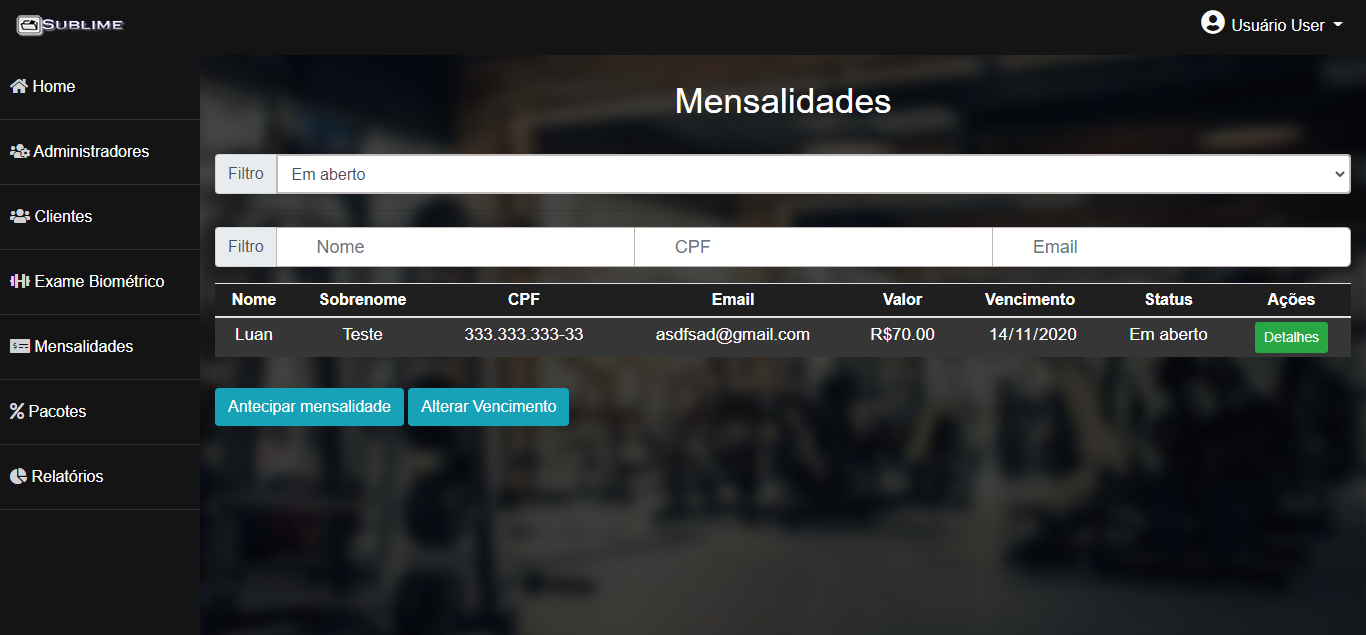 SUBLIME
Usuário User
Home
Administradores
Clientes
Exame Biométrico
Mensalidades
Pacotes
Relatórios
Mensalidades
Filtro Em aberto
Filtro Nome CPF Email
Nome Sobrenome CPF Email Valor Vencimento Status Ações
Luan Teste 333.333.333-33 asdfsad@gmail.com R$70.00 14/11/2020 Em aberto Detalhes
Antecipar mensalidade Alterar Vencimento